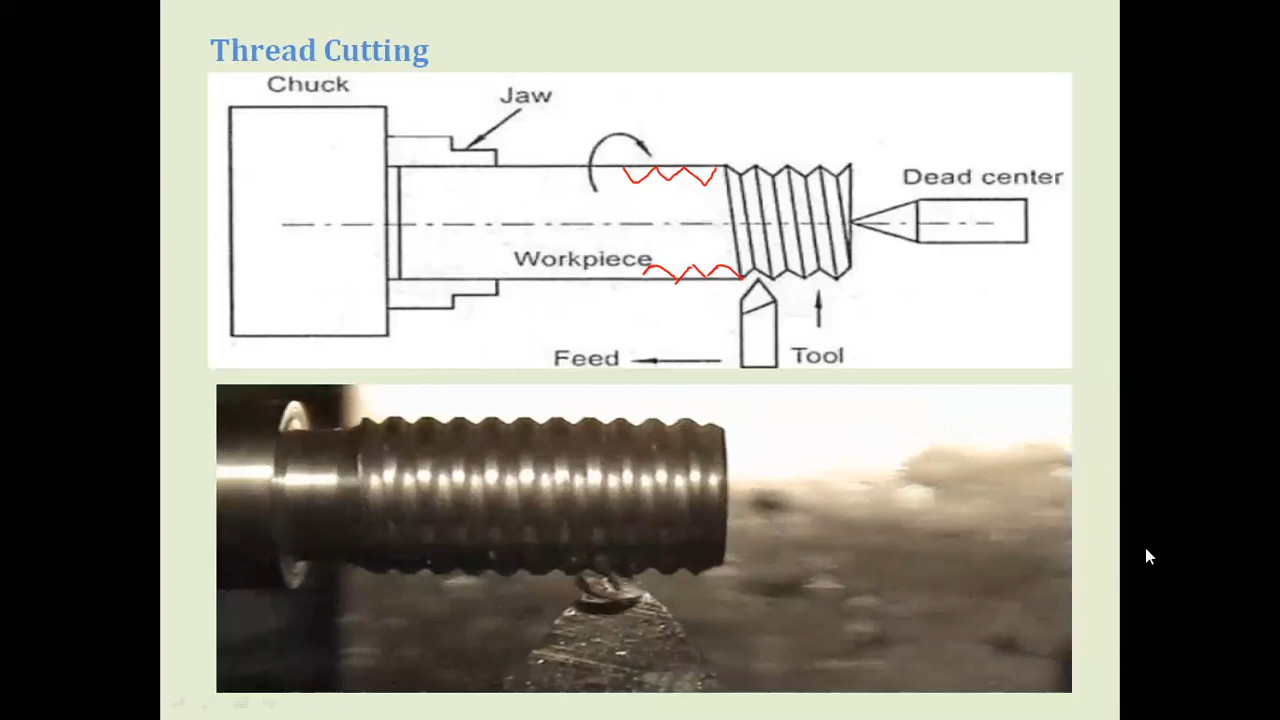 Thread Cutting
Chuck
Jaw
Dead center
Workpiece
Feed
Tool